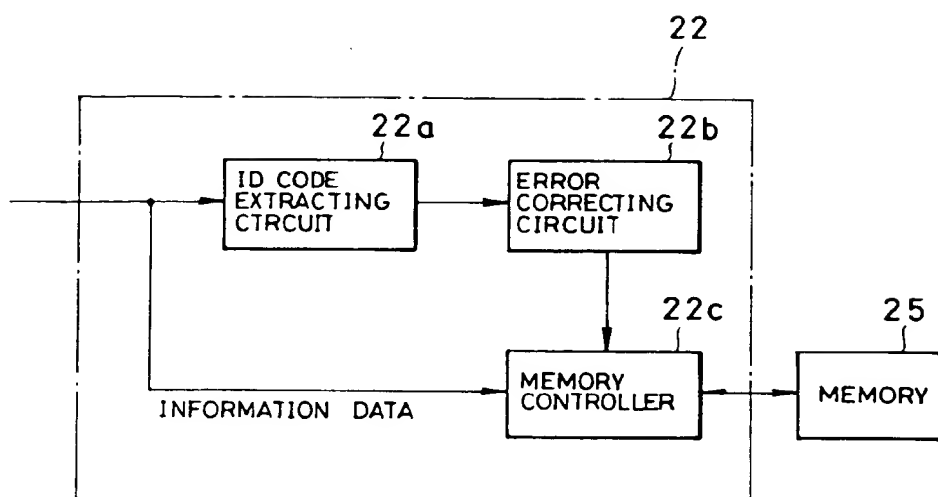 22
22a
22b
ID CODE
EXTRACTING
CTRCUIT
ERROR
CORRECTING
CIRCUIT
22c
25
MEMORY
CONTROLLER
MEMORY
INFORMATION DATA